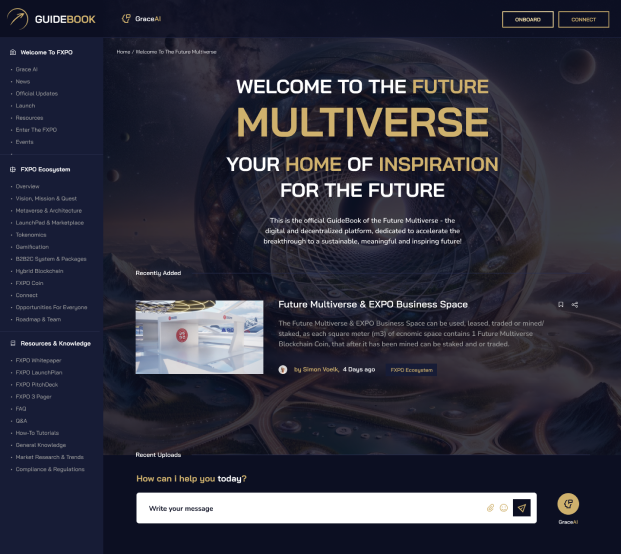 GUIDEBOOK
GraceAI
ONBOARD
CONNECT
Welcome To FXPO
Grace AI
News
Official Updates
Launch
Resources
Enter The FXPO
Events
FXPO Ecosystem
Overview
Vision, Mission & Quest
Metaverse & Architecture
LaunchPad & Marketplace
Tokenomics
Gamification
B2B2C System & Packages
Hybrid Blockchain
FXPO Coin
Connect
Opportunities For Everyone
Roadmap & Team
Resources & Knowledge
FXPO Whitepaper
FXPO LaunchPlan
FXPO PitchDeck
FXPO 3 Pager
FAQ
Q&A
How-To Tutorials
General Knowledge
Market Research & Trends
Compliance & Regulations
Home / Welcome To The Future Multiverse
WELCOME TO THE FUTURE
MULTIVERSE
YOUR HOME OF INSPIRATION
FOR THE FUTURE
This is the official GuideBook of the Future Multiverse - the
digital and decentralized platform, dedicated to accelerate the
breakthrough to a sustainable, meaningful and inspiring future!
Recently Added
Future Multiverse & EXPO Business Space
The Future Multiverse & EXPO Business Space can be used, leased, traded or mined/
staked, as each square meter (m3) of ecnomic space contains 1 Future Multiverse
Blockchain Coin, that after it has been mined can be staked and or traded.
by Simon Voelk, 4 Days ago
FXPO Ecosystem
Recent Uploads
How can I help you today?
Write your message
GraceAI